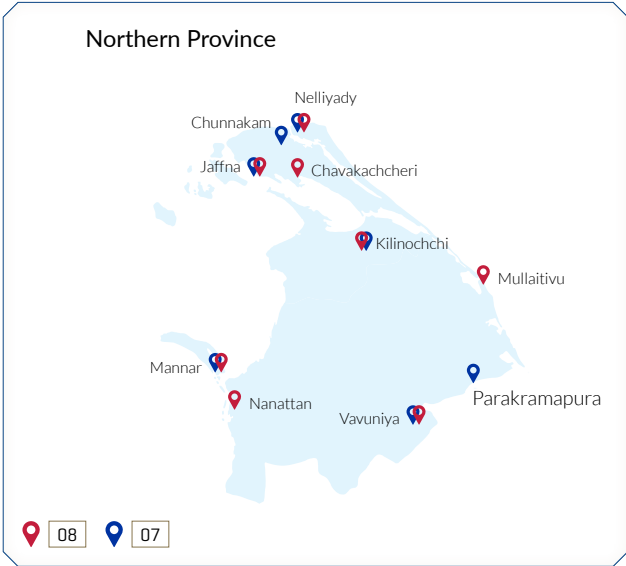 Northern Province
Nelliyady
Chunnakam
Jaffna
Chavakachcheri
Kilinochchi
Mullaitivu
Mannar
Parakramapura
Nanattan
Vavuniya
08
07